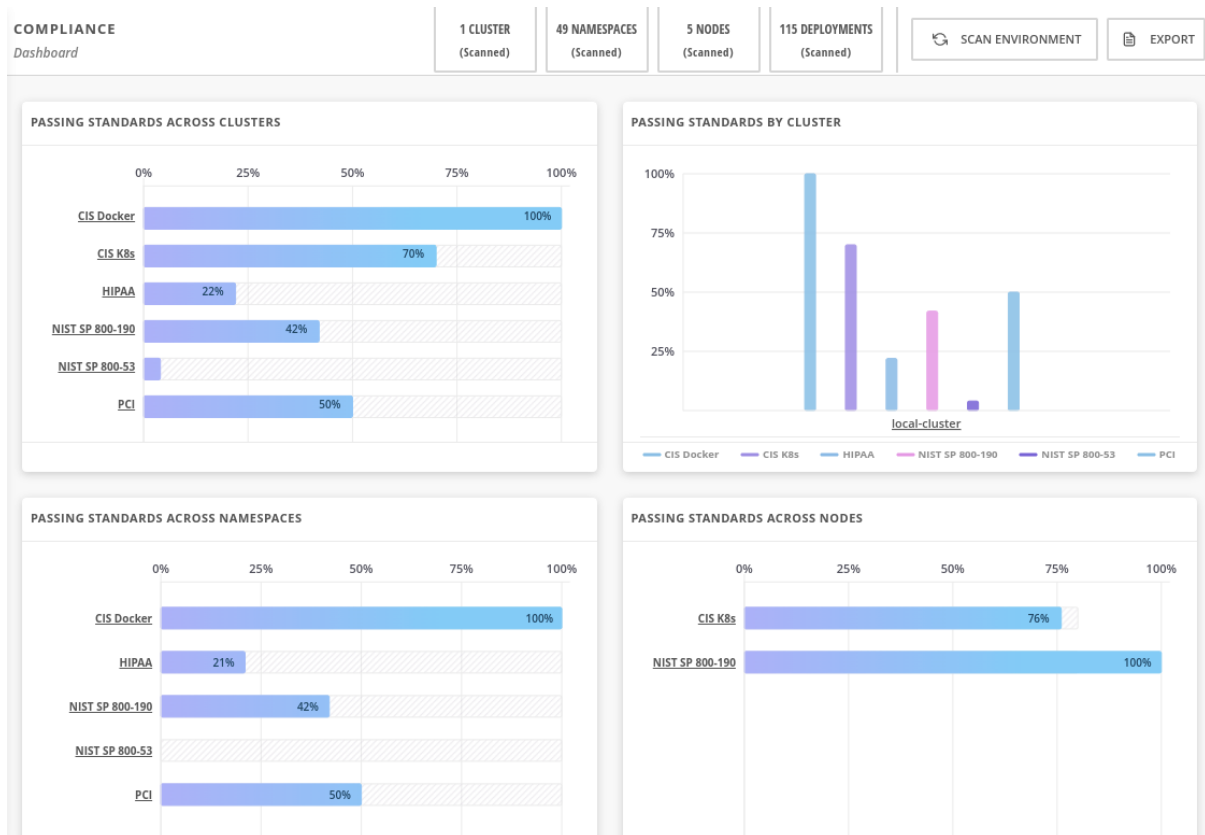 COMPLIANCE
Dashboard
1 CLUSTER
(Scanned)
49 NAMESPACES
(Scanned)
5 NODES
(Scanned)
115 DEPLOYMENTS
(Scanned)
SCAN ENVIRONMENT
EXPORT
PASSING STANDARDS ACROSS CLUSTERS
0% 25% 50% 75% 100%
CIS Docker 100%
CIS K8s 70%
HIPAA 22%
NIST SP 800-190 42%
NIST SP 800-53
PCI 50%
PASSING STANDARDS BY CLUSTER
100%
75%
50%
25%
local-cluster
CIS Docker CIS K8s HIPAA NIST SP 800-190 NIST SP 800-53 PCI
PASSING STANDARDS ACROSS NAMESPACES
0% 25% 50% 75% 100%
CIS Docker 100%
HIPAA 21%
NIST SP 800-190 42%
NIST SP 800-53
PCI 50%
PASSING STANDARDS ACROSS NODES
0% 25% 50% 75% 100%
CIS K8s 76%
NIST SP 800-190 100%